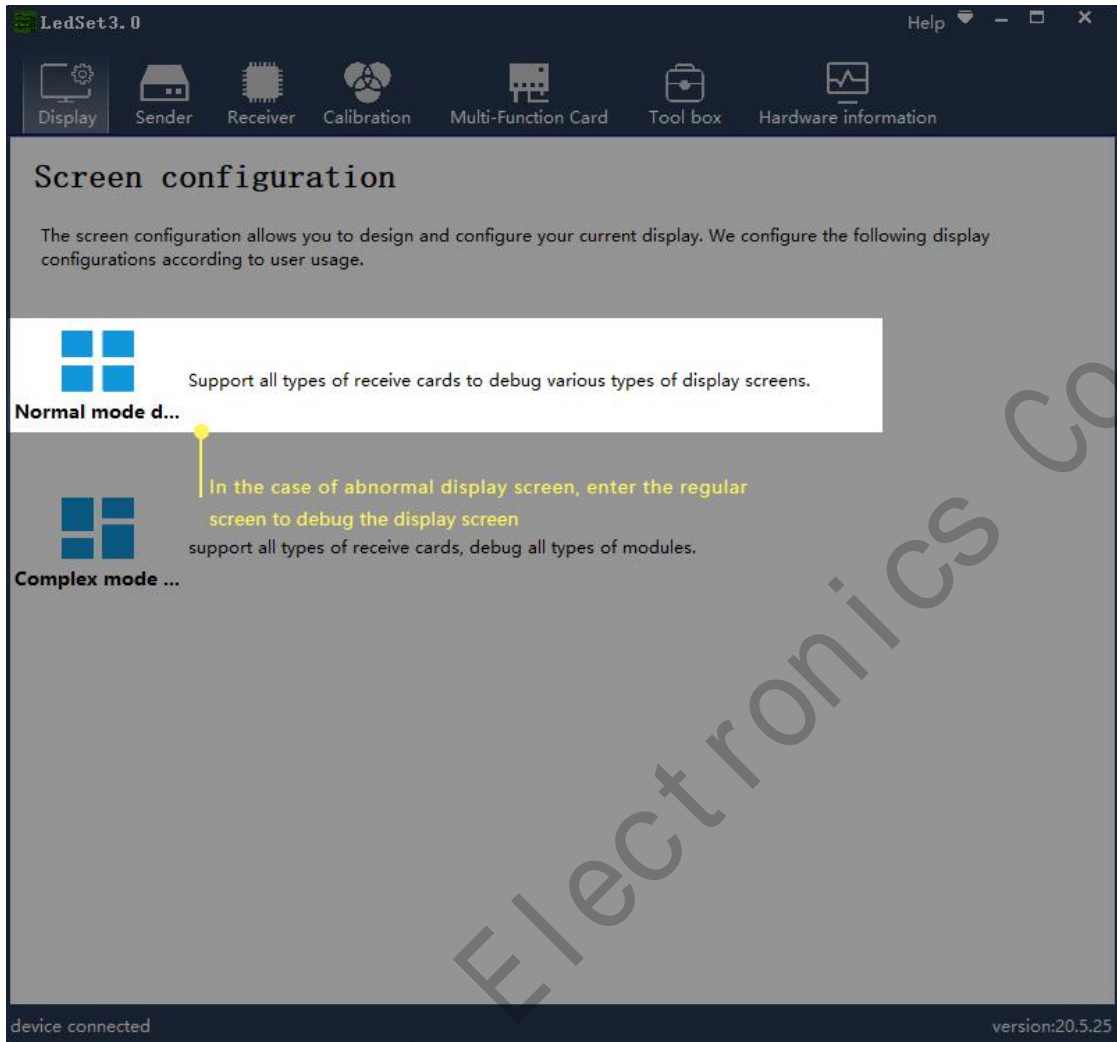 LedSet3.0
Help
Display Sender Receiver Calibration Multi-Function Card Tool box Hardware information
Screen configuration
The screen configuration allows you to design and configure your current display. We configure the following display
configurations according to user usage.
Support all types of receive cards to debug various types of display screens.
Normal mode d...
In the case of abnormal display screen, enter the regular
screen to debug the display screen
support all types of receive cards, debug all types of modules.
Complex mode ...
Electronics Co
device connected
version:20.5.25